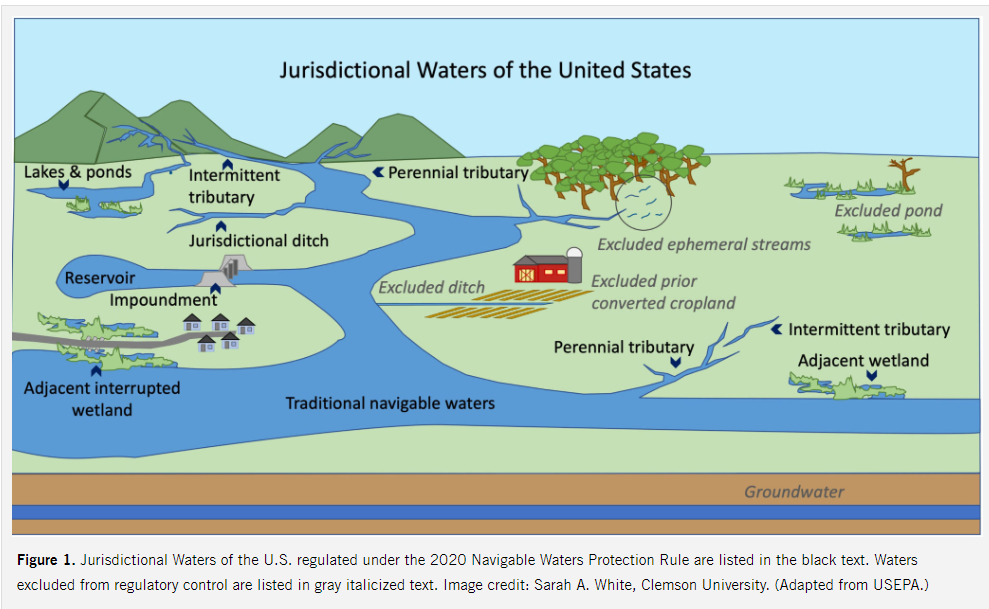 Jurisdictional Waters of the United States
Lakes & ponds
Intermittent
tributary
Perennial tributary
Excluded pond
Jurisdictional ditch
Excluded ephemeral streams
Reservoir
Impoundment
Excluded ditch
Excluded prior
converted cropland
Intermittent tributary
Perennial tributary
Adjacent wetland
Adjacent interrupted
wetland
Traditional navigable waters
Groundwater
Figure 1. Jurisdictional Waters of the U.S. regulated under the 2020 Navigable Waters Protection Rule are listed in the black text. Waters
excluded from regulatory control are listed in gray italicized text. Image credit: Sarah A. White, Clemson University. (Adapted from USEPA.)